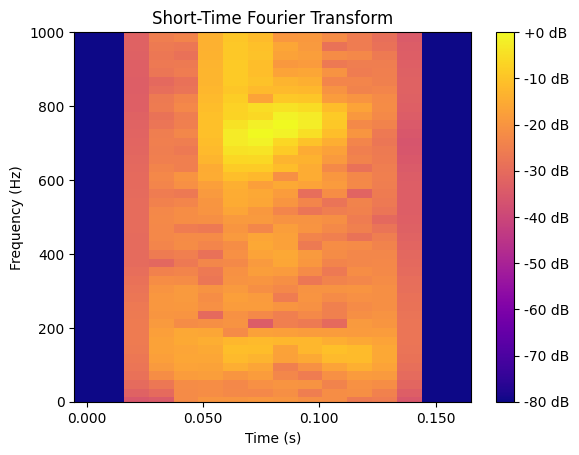 Short-Time Fourier Transform
1000
800
600
400
200
0
Frequency (Hz)
0.000
0.050
0.100
0.150
Time (s)
+0 dB
-10 dB
-20 dB
-30 dB
-40 dB
-50 dB
-60 dB
-70 dB
-80 dB